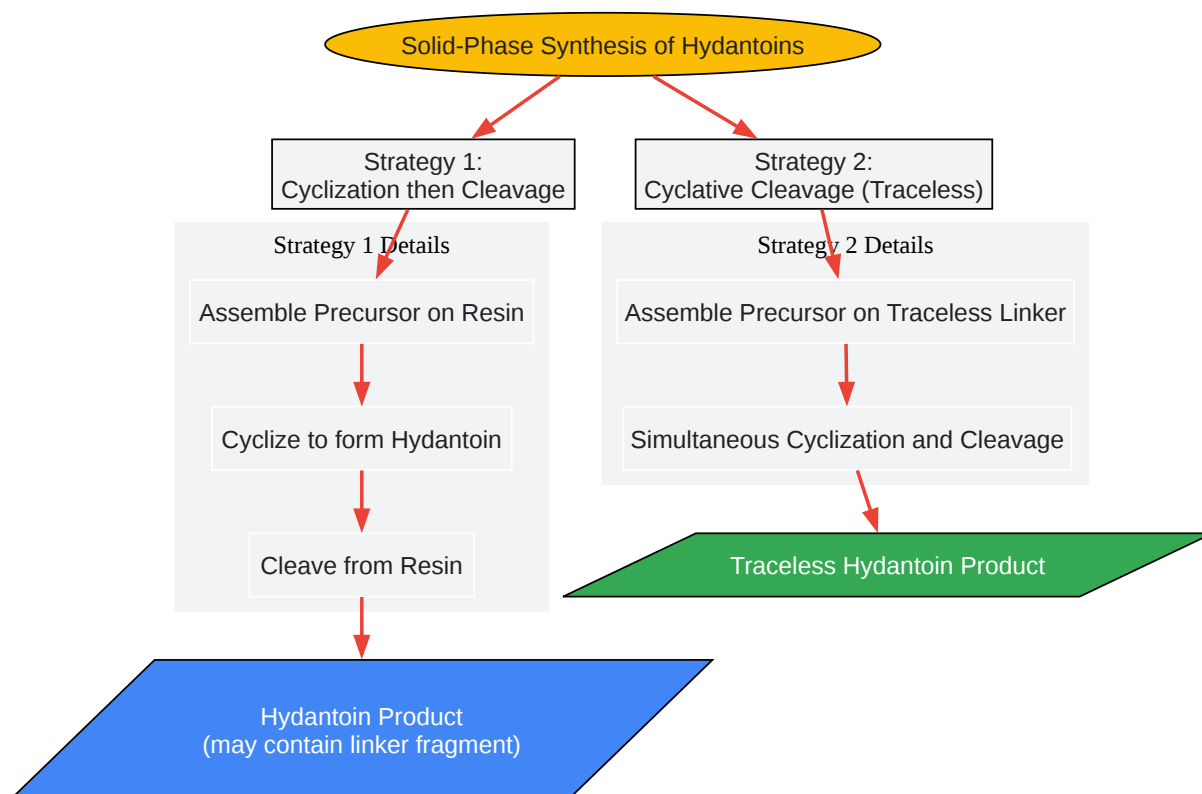 Solid-Phase Synthesis of Hydantoins
Strategy 1:
Cyclization then Cleavage
Strategy 2:
Cyclative Cleavage (Traceless)
Strategy 1 Details
Assemble Precursor on Resin
Cyclize to form Hydantoin
Cleave from Resin
Hydantoin Product
(may contain linker fragment)
Strategy 2 Details
Assemble Precursor on Traceless Linker
Simultaneous Cyclization and Cleavage
Traceless Hydantoin Product